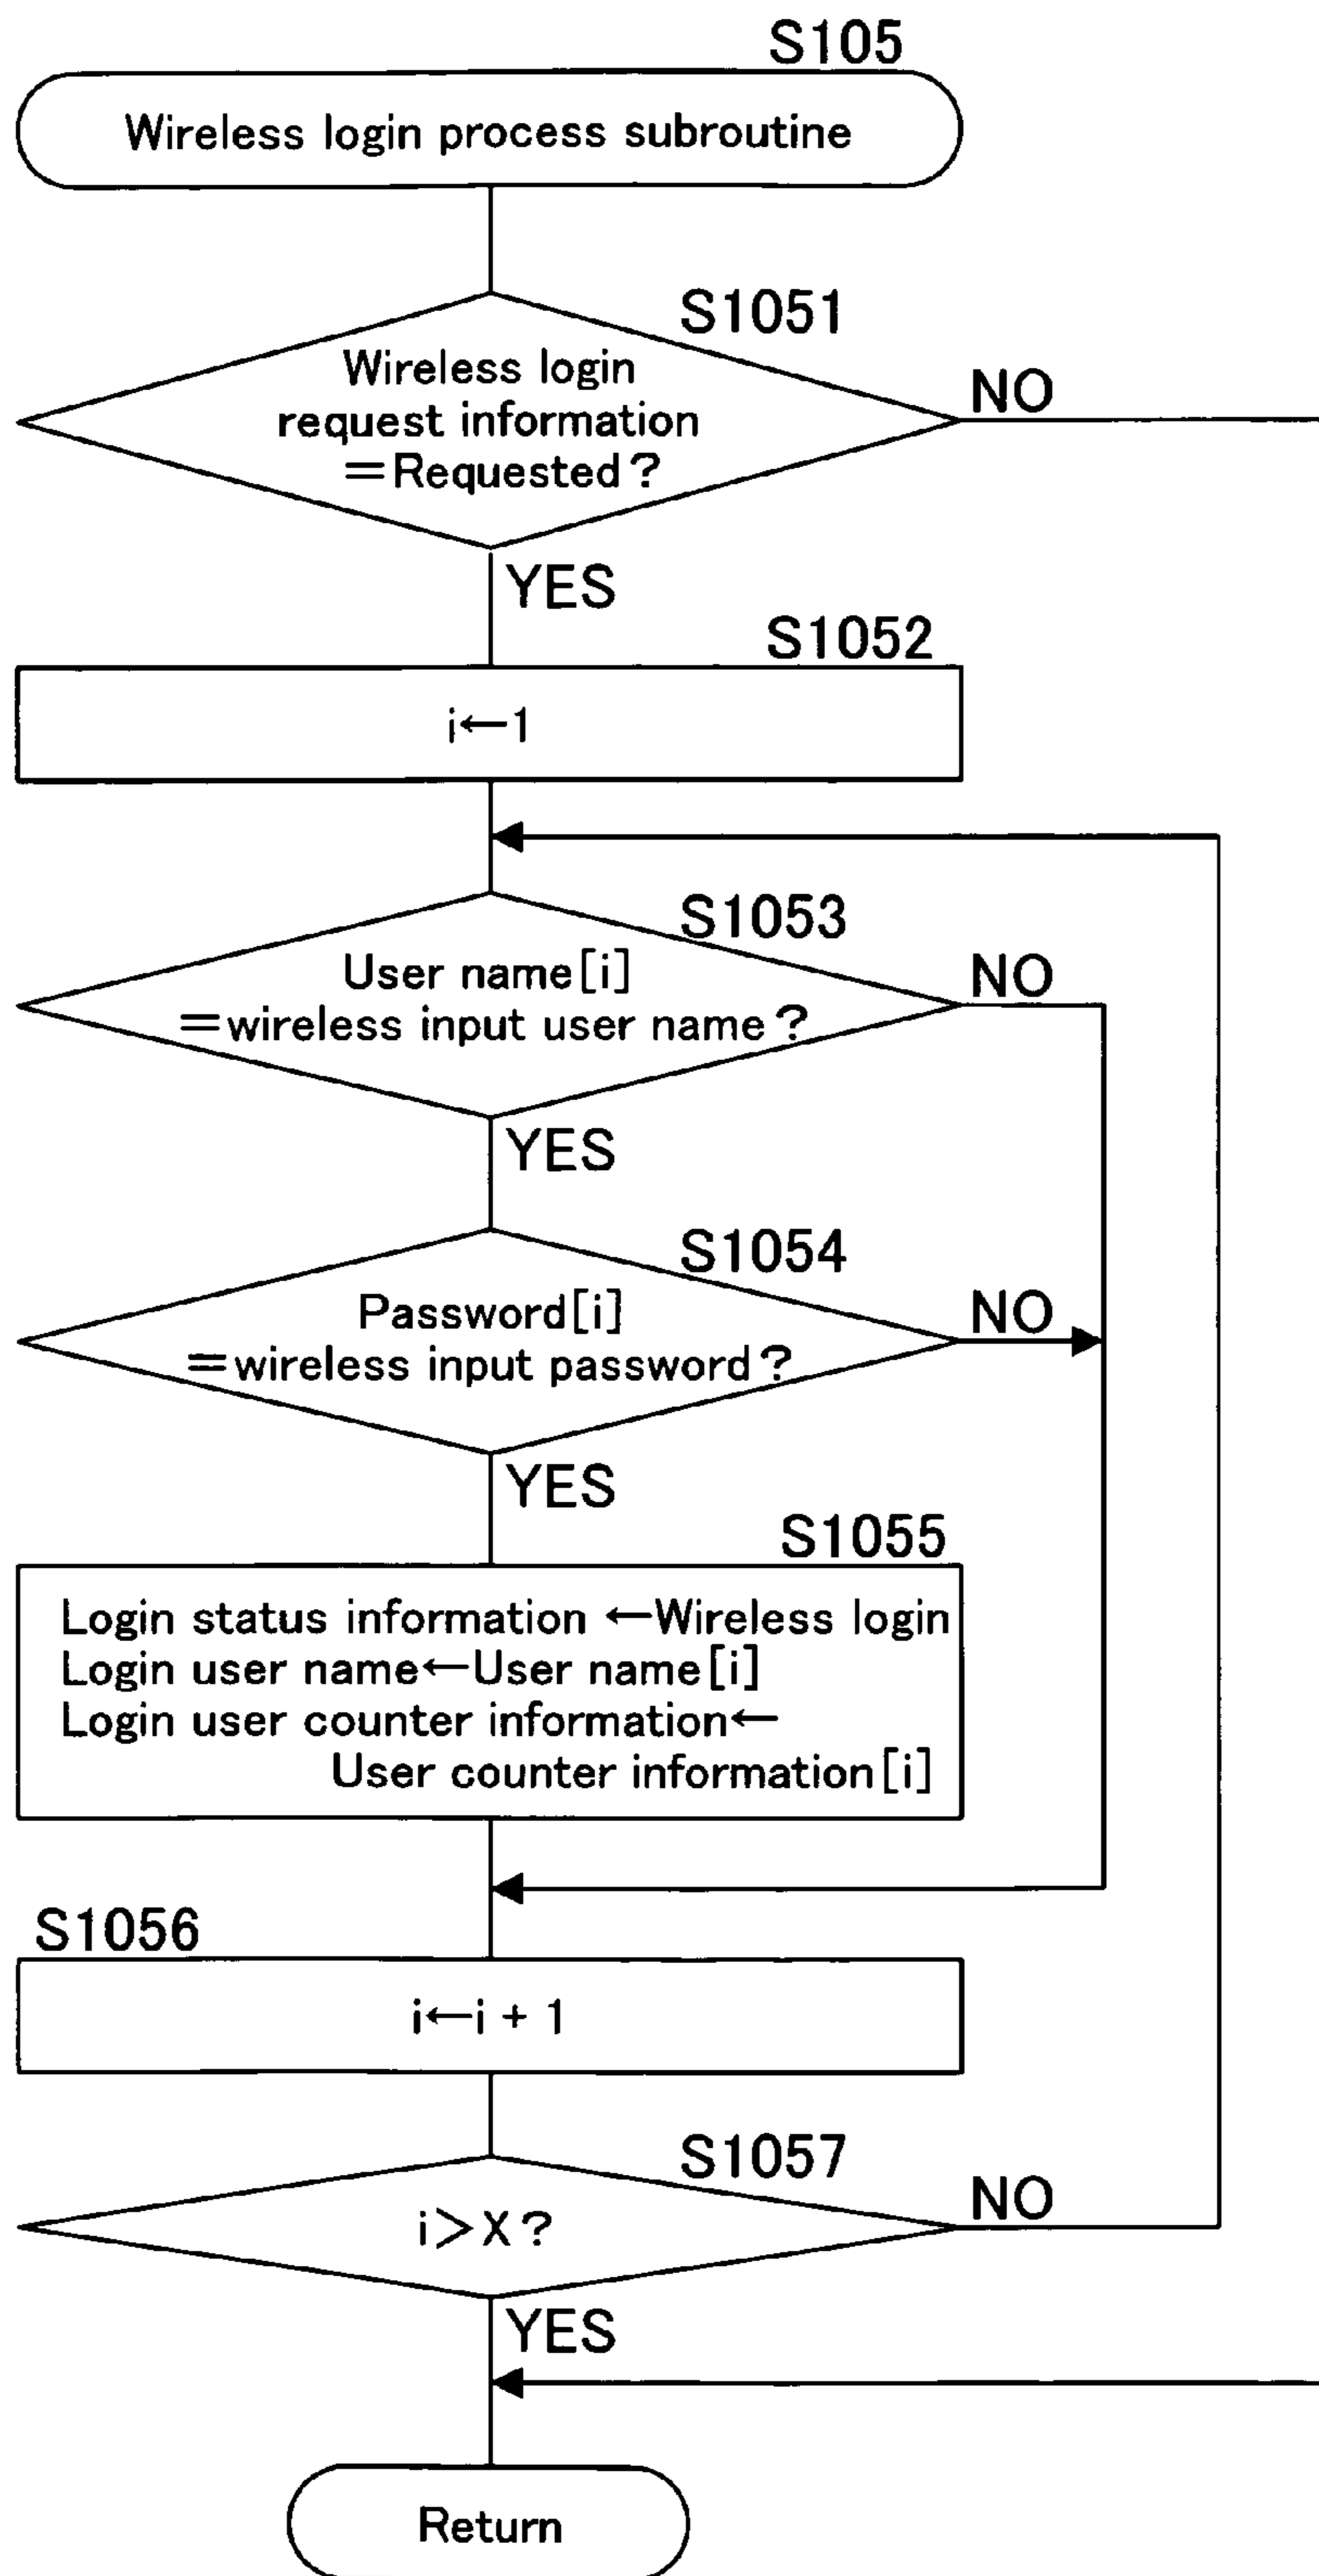 S105
Wireless login process subroutine
S1051
Wireless login
request information
=Requested?
NO
YES
S1052
i←1
S1053
User name[i]
=wireless input user name?
NO
YES
S1054
Password[i]
=wireless input password?
NO
YES
S1055
Login status information ←Wireless login
Login user name←User name[i]
Login user counter information←
User counter information[i]
S1056
i←i + 1
S1057
i>X?
NO
YES
Return